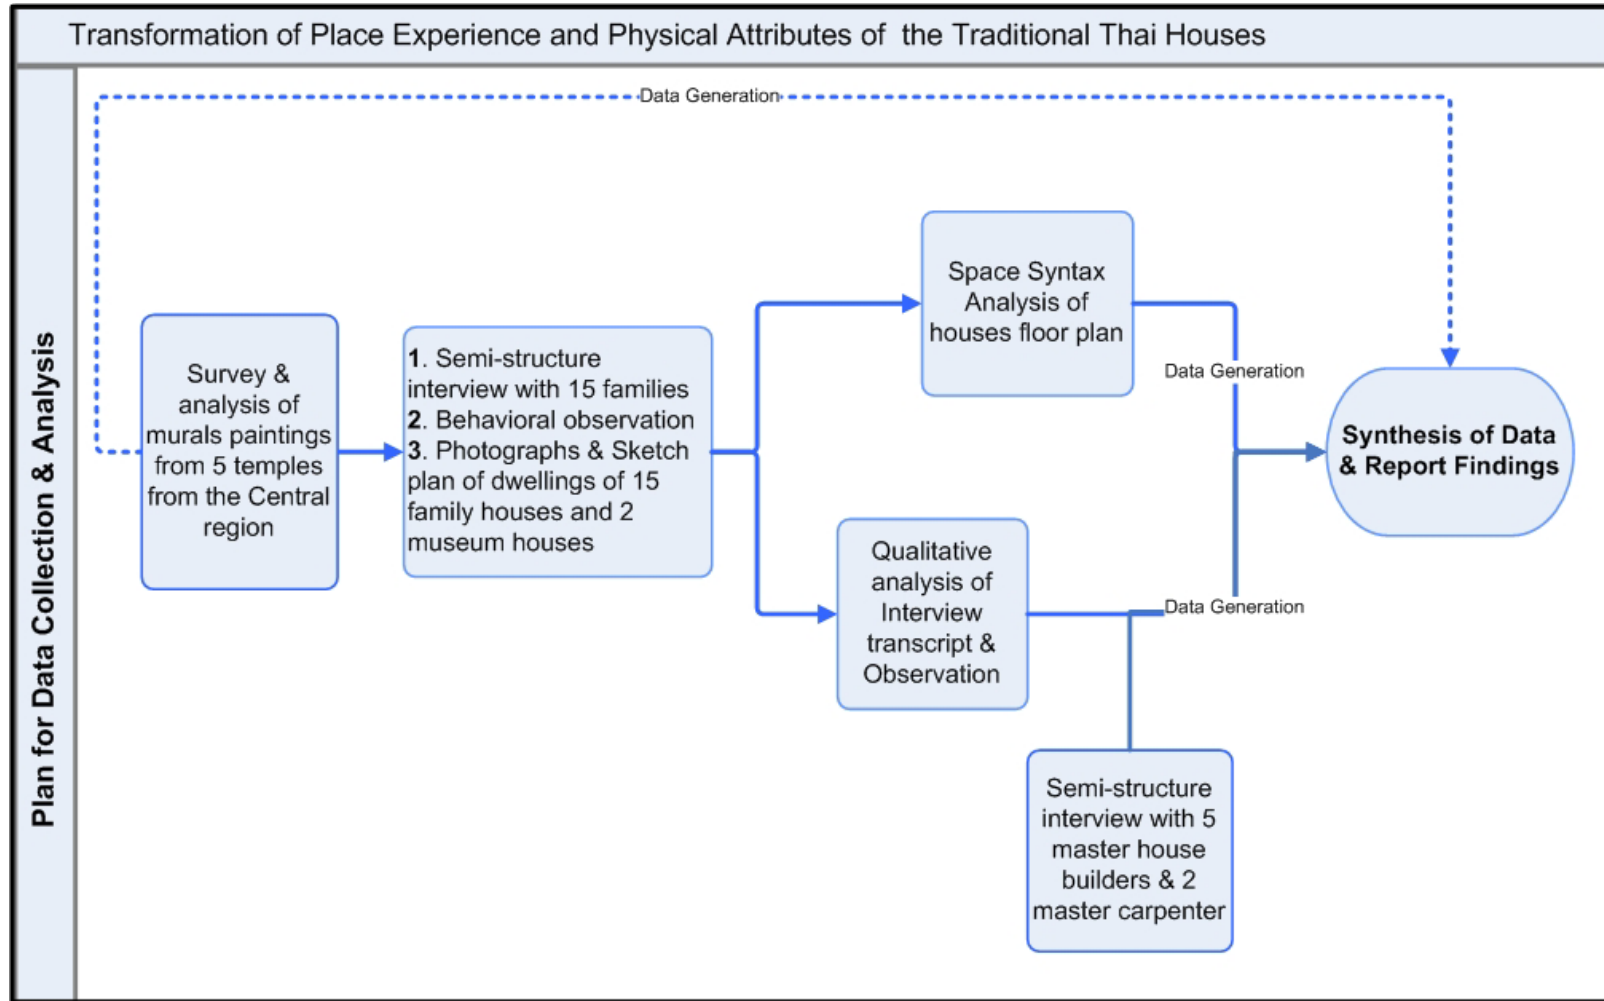 Transformation of Place Experience and Physical Attributes of the Traditional Thai Houses
Plan for Data Collection & Analysis
Data Generation
Survey &
analysis of
murals paintings
from 5 temples
from the Central
region
1. Semi-structure
interview with 15 families
2. Behavioral observation
3. Photographs & Sketch
plan of dwellings of 15
family houses and 2
museum houses
Space Syntax
Analysis of
houses floor plan
Data Generation
Qualitative
analysis of
Interview
transcript &
Observation
Data Generation
Semi-structure
interview with 5
master house
builders & 2
master carpenter
Synthesis of Data
& Report Findings